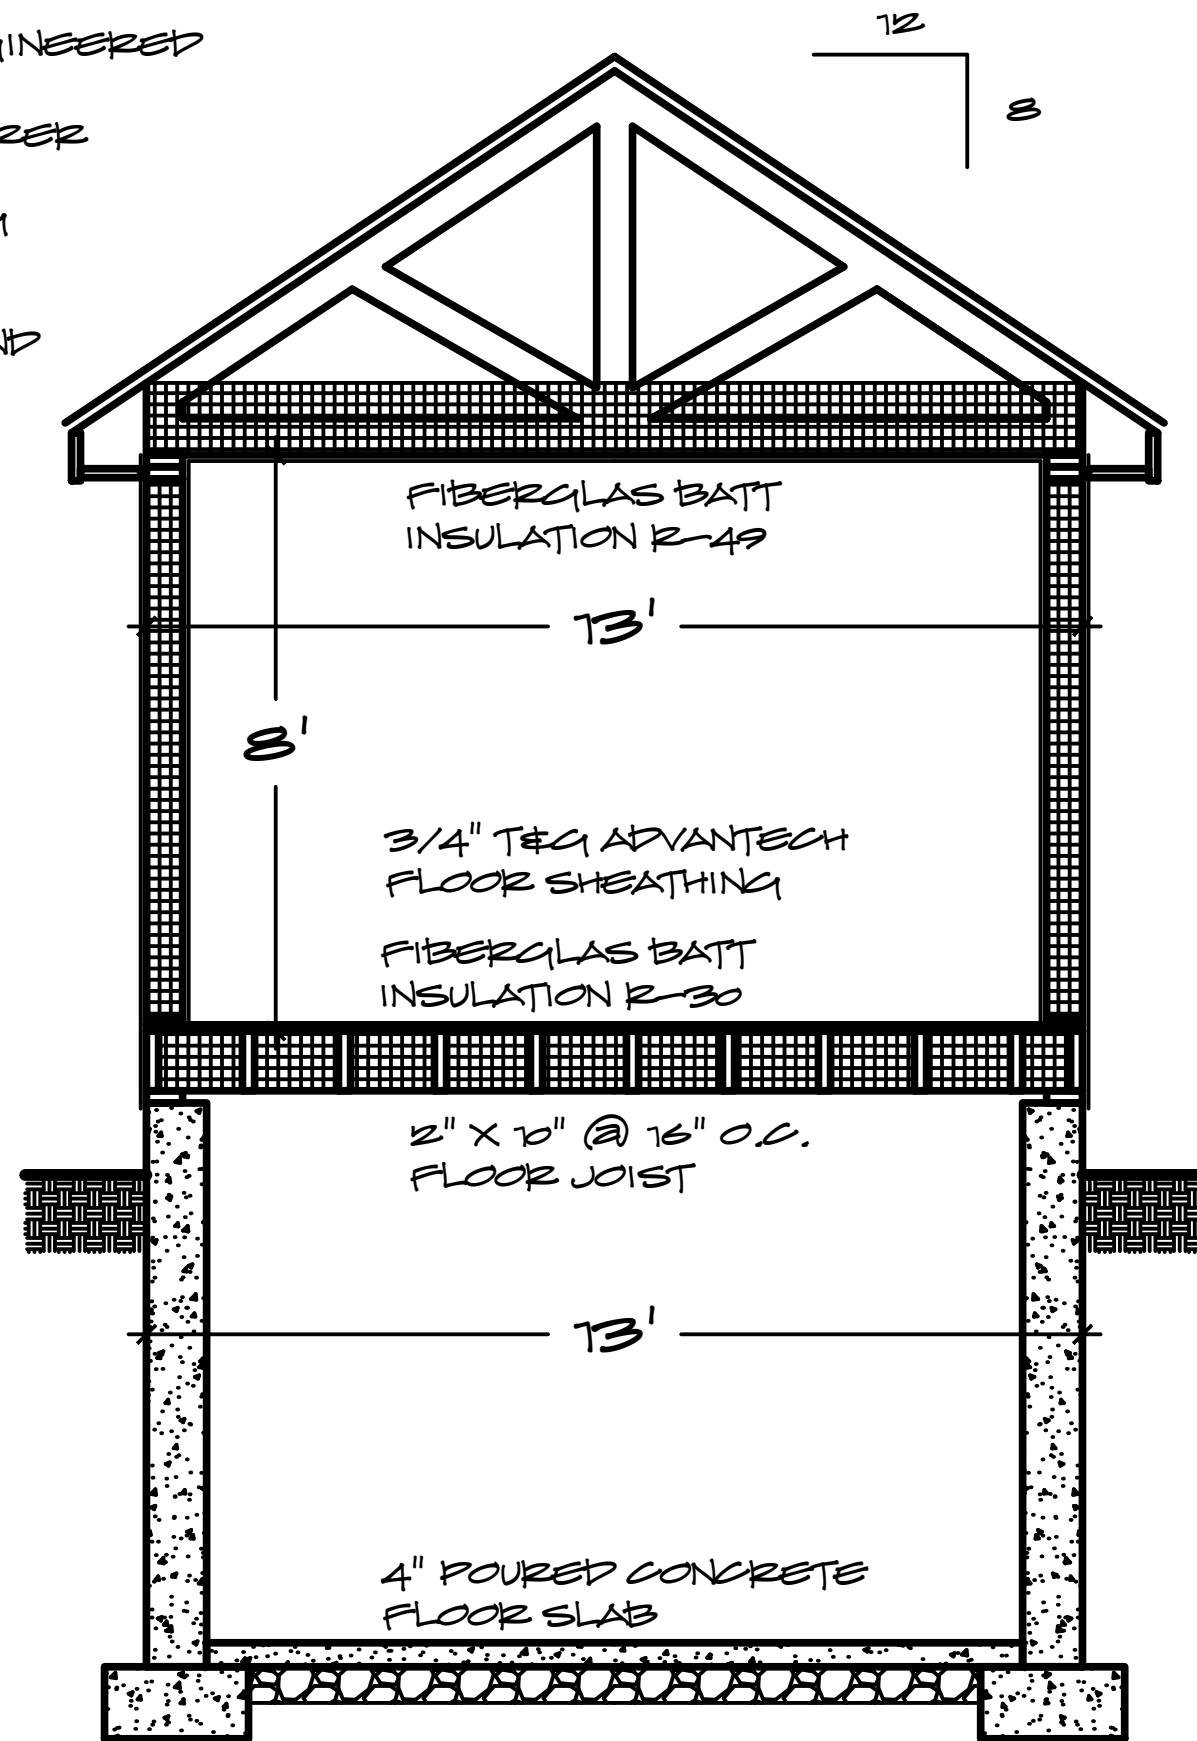 12
8
FIBERGLAS BATT
INSULATION R-49
13'
8'
3/4" T&G ADVANTECH
FLOOR SHEATHING
FIBERGLAS BATT
INSULATION R-30
2" X 10" @ 16" O.C.
FLOOR JOIST
13'
4" POURED CONCRETE
FLOOR SLAB